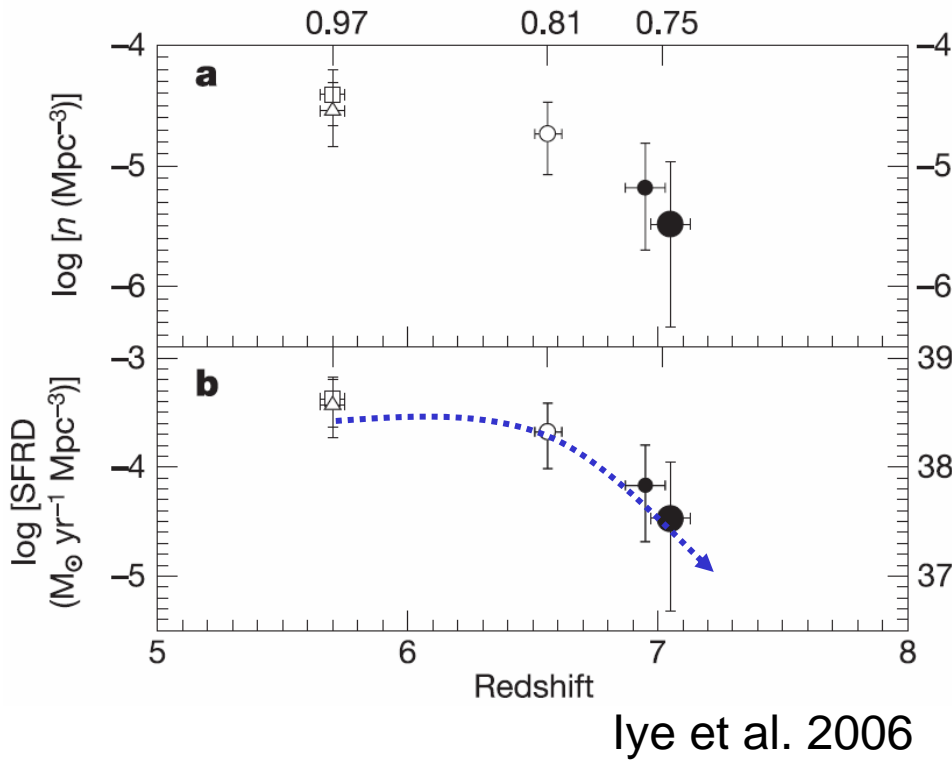 0.97 0.81 0.75
–4 –4
a
–5 –5
–6 –6
log [n (Mpc⁻³)]
–3 39
b
–4 38
–5 37
log [SFRD
(M⊙ yr⁻¹ Mpc⁻³)]
5 6 7 8
Redshift
Iye et al. 2006